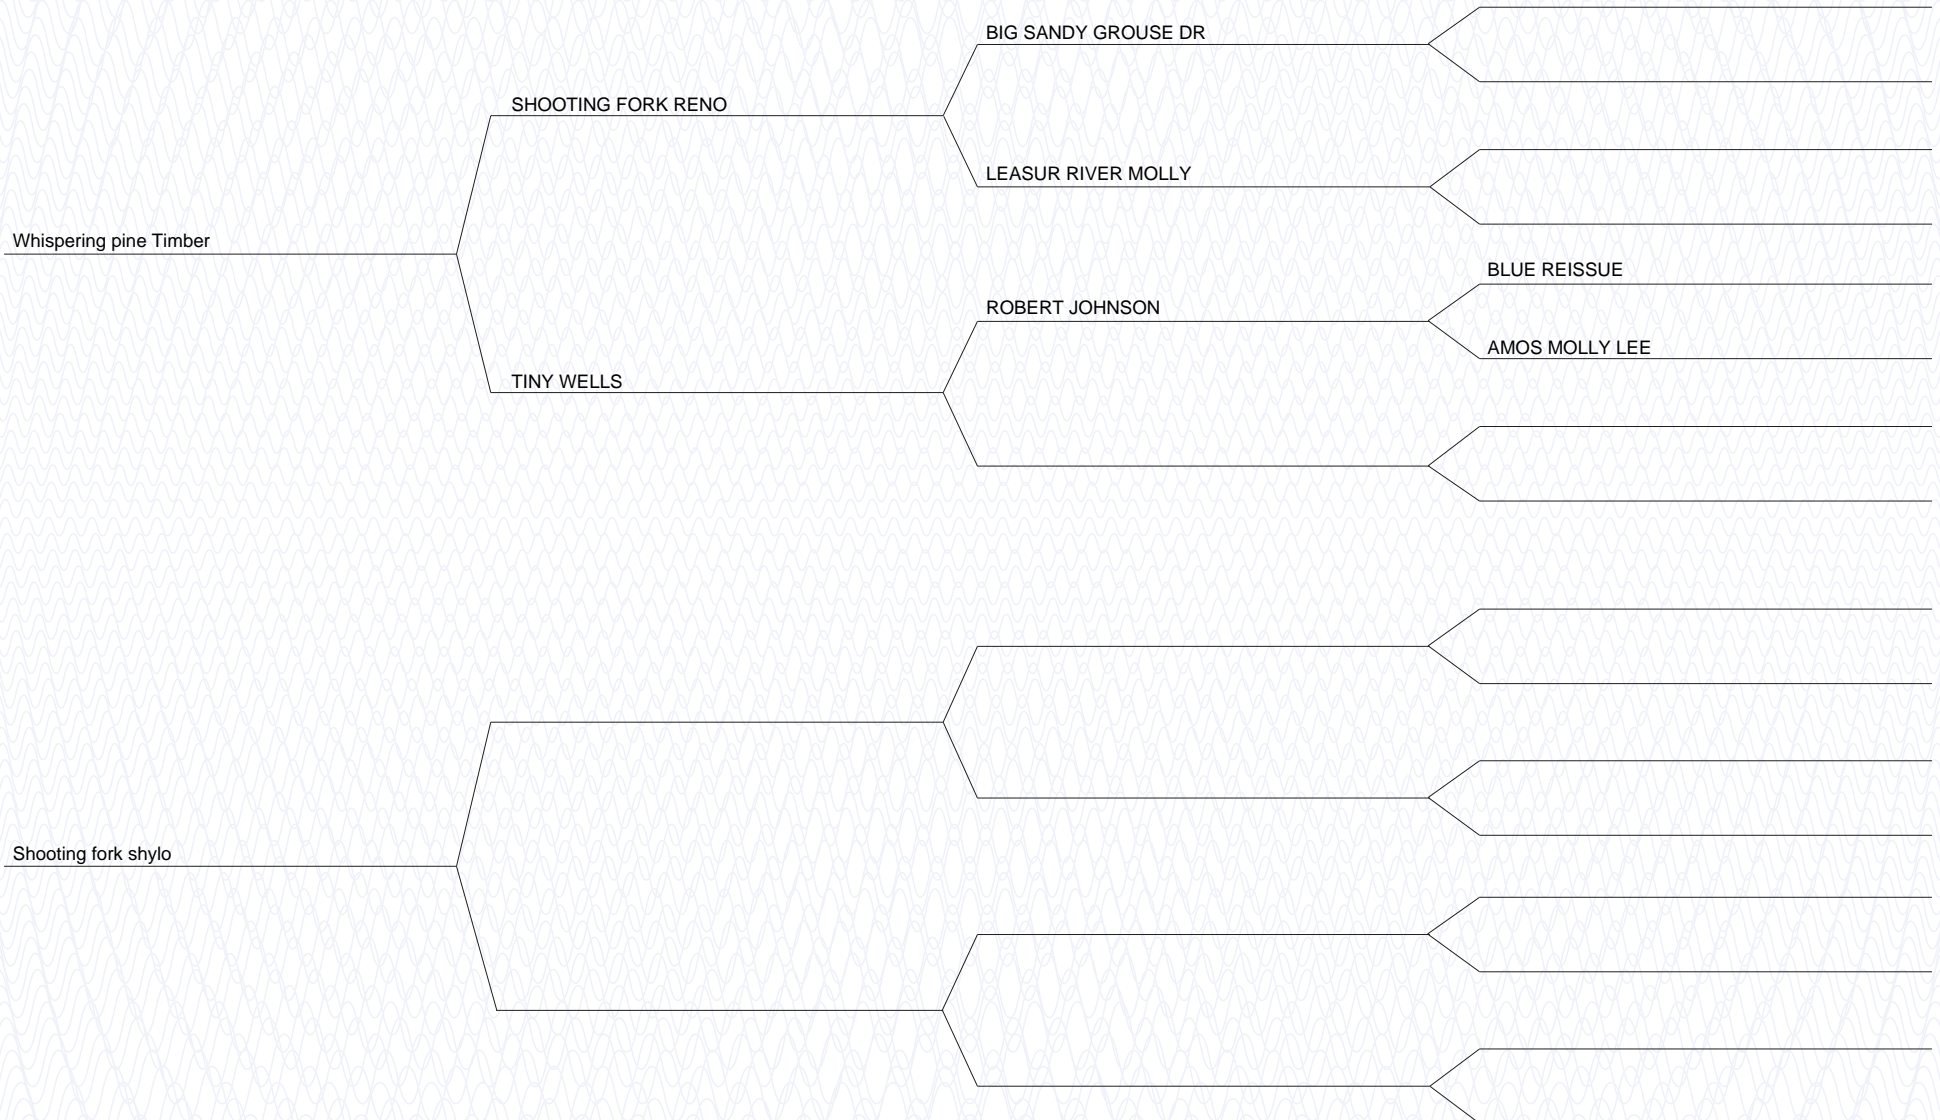 BIG SANDY GROUSE DR
SHOOTING FORK RENO
LEASUR RIVER MOLLY
Whispering pine Timber
BLUE REISSUE
ROBERT JOHNSON
AMOS MOLLY LEE
TINY WELLS
Shooting fork shylo